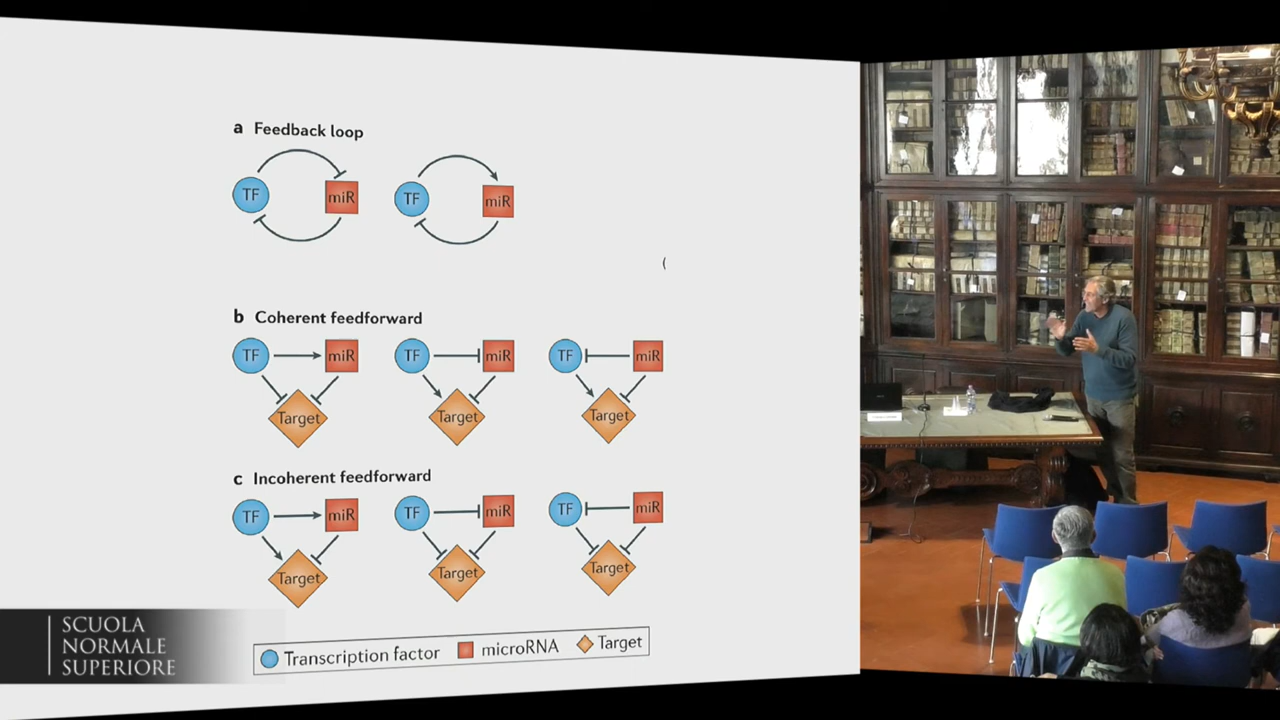 a Feedback loop
TF miR TF miR
(
b Coherent feedforward
TF miR TF miR TF miR
Target Target Target
c Incoherent feedforward
TF miR TF miR TF miR
Target Target Target
Transcription factor microRNA Target
SCUOLA
NORMALE
SUPERIORE